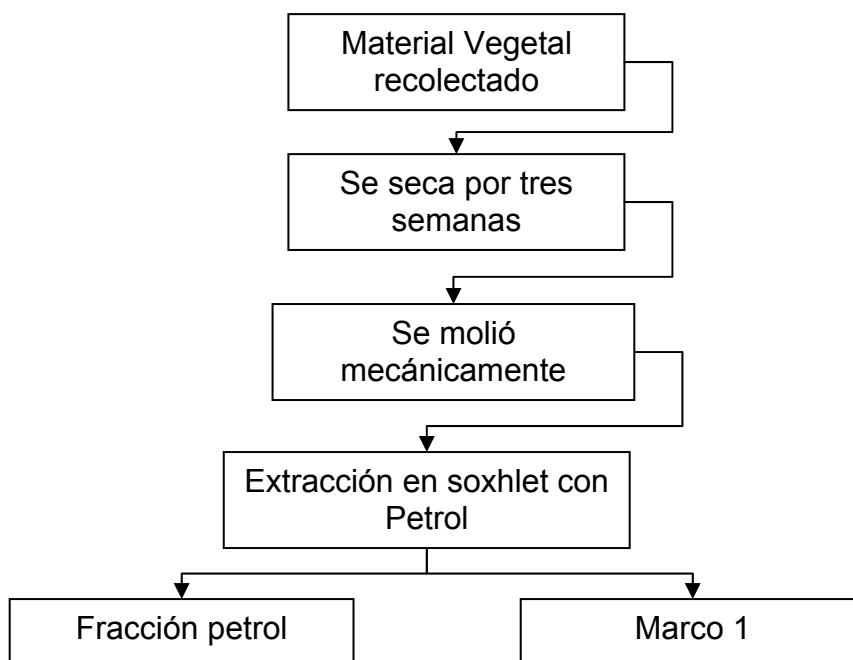 Material Vegetal
recolectado
Se seca por tres
semanas
Se molió
mecánicamente
Extracción en soxhlet con
Petrol
Fracción petrol
Marco 1